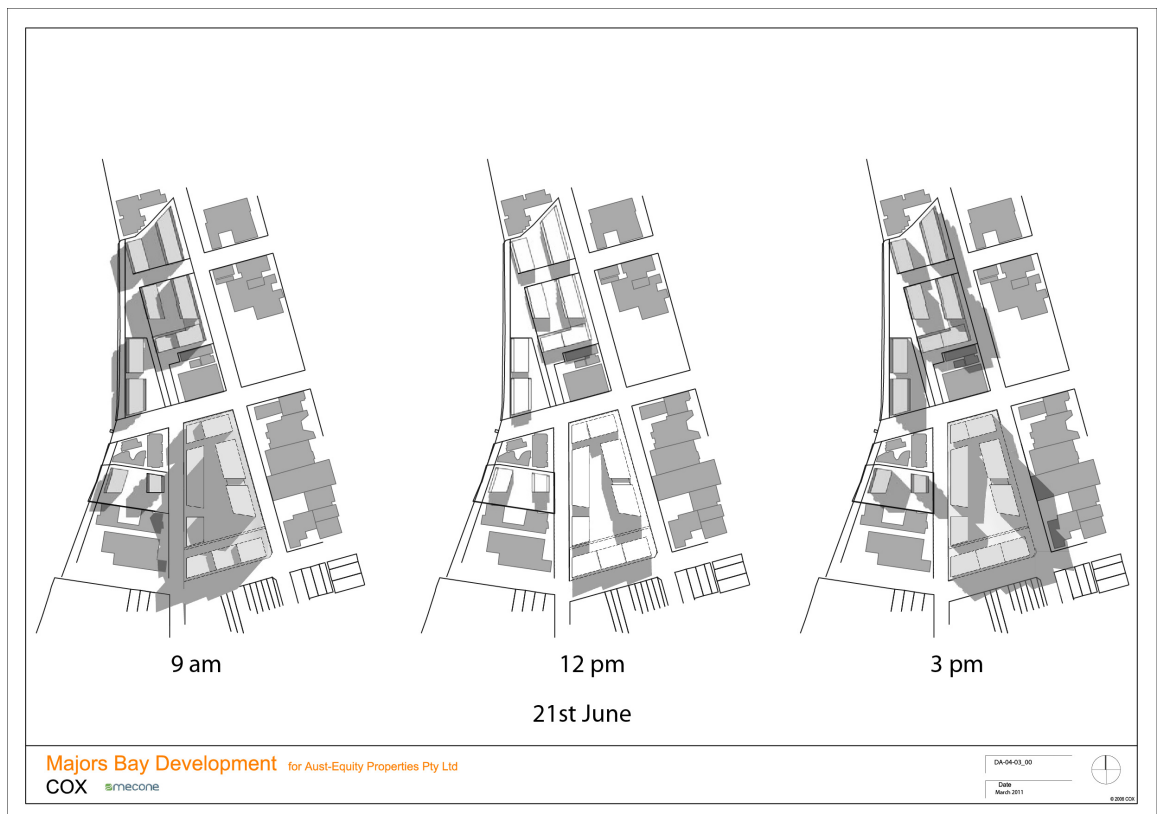 9 am
12 pm
3 pm
21st June
Majors Bay Development for Aust-Equity Properties Pty Ltd
COX smecone
DA-04-03_00
Date
March 2011
© 2008 COX